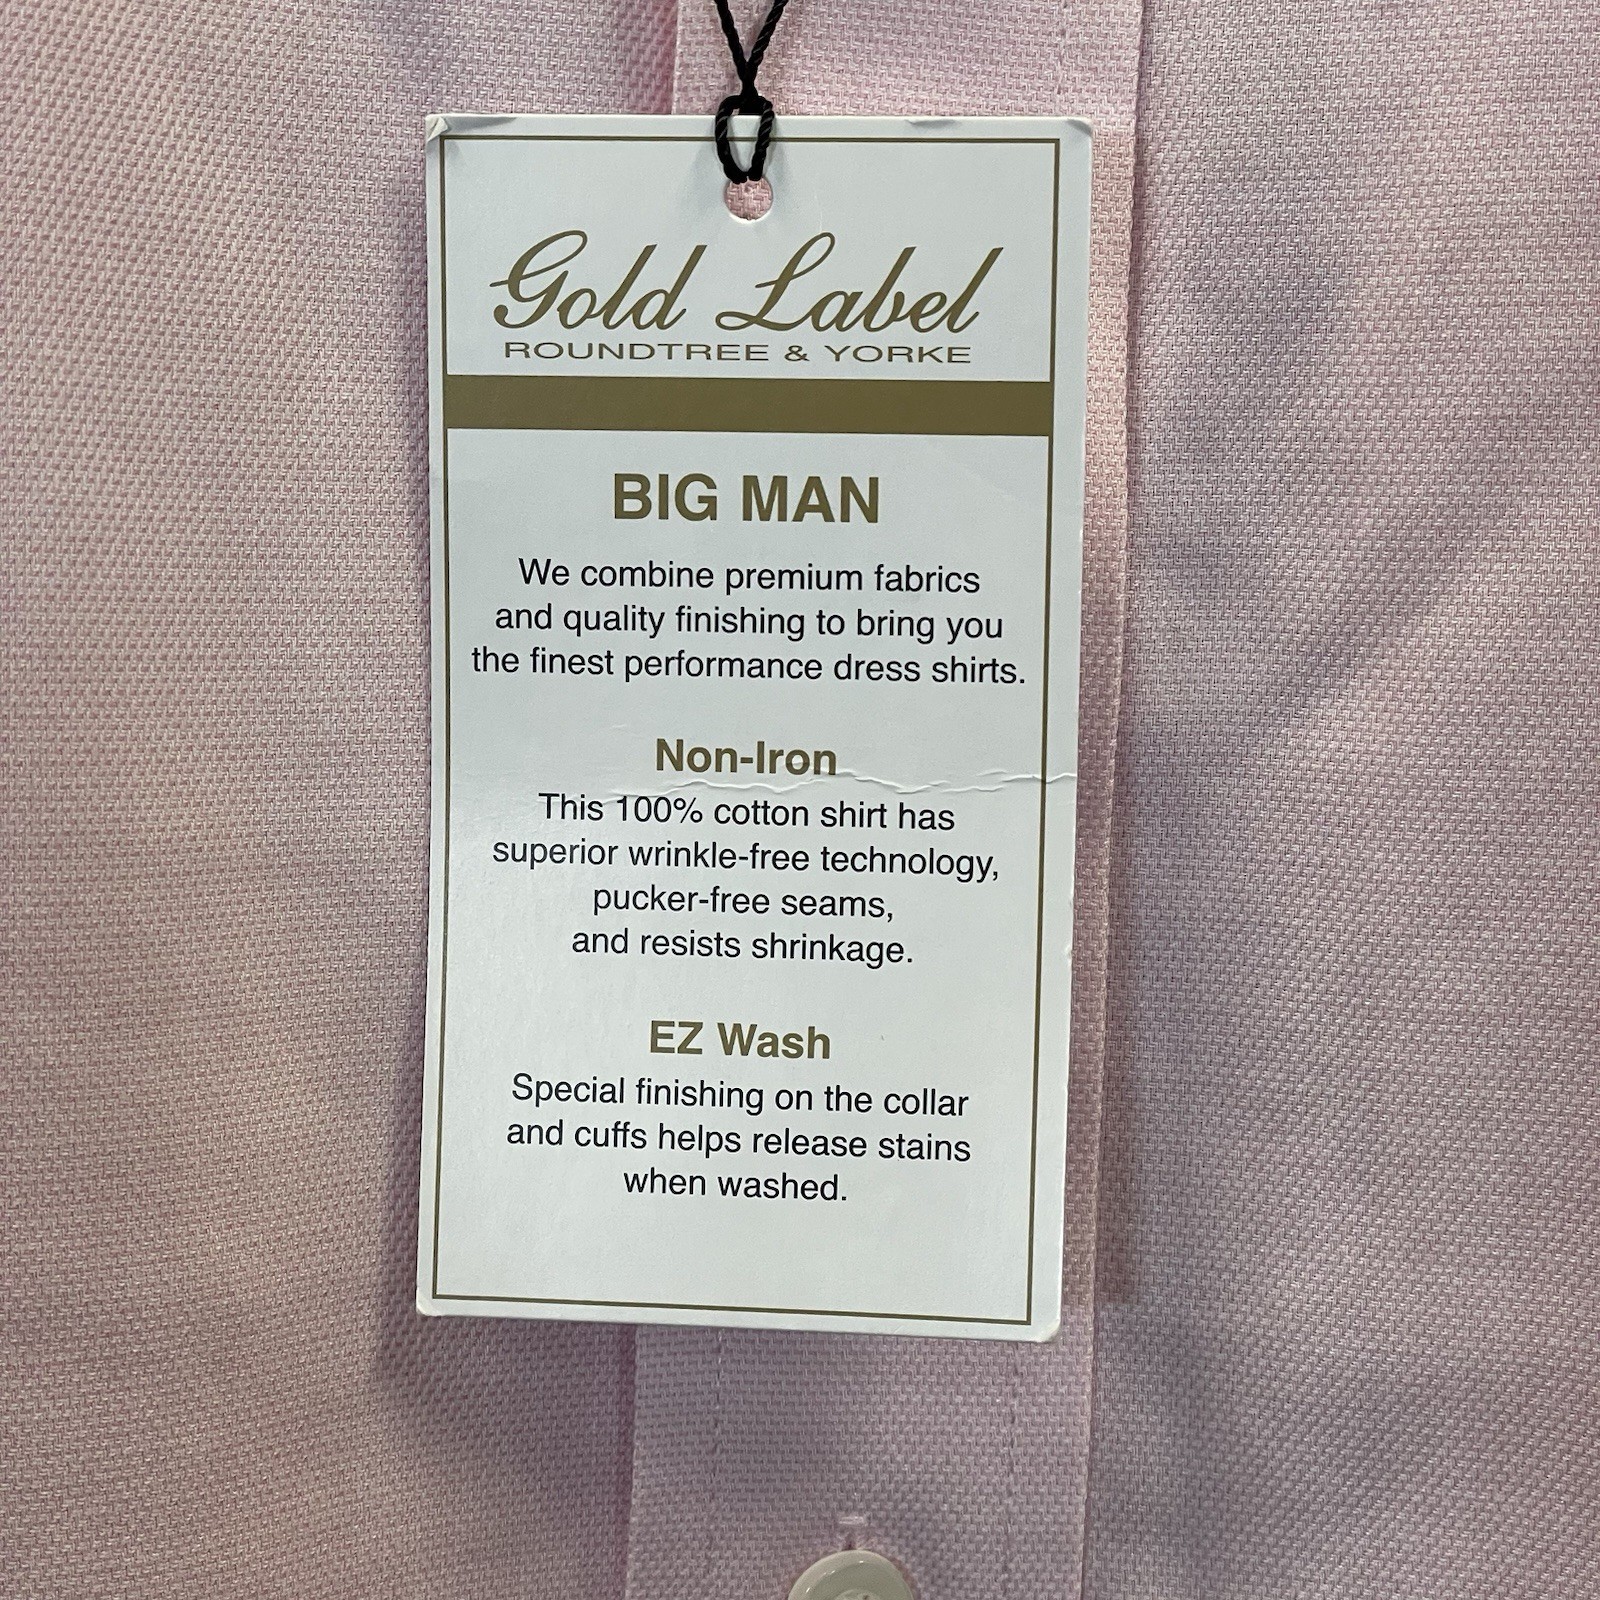 Gold Label
ROUNDTREE & YORKE
BIG MAN
We combine premium fabrics
and quality finishing to bring you
the finest performance dress shirts.
Non-Iron
This 100% cotton shirt has
superior wrinkle-free technology,
pucker-free seams,
and resists shrinkage.
EZ Wash
Special finishing on the collar
and cuffs helps release stains
when washed.